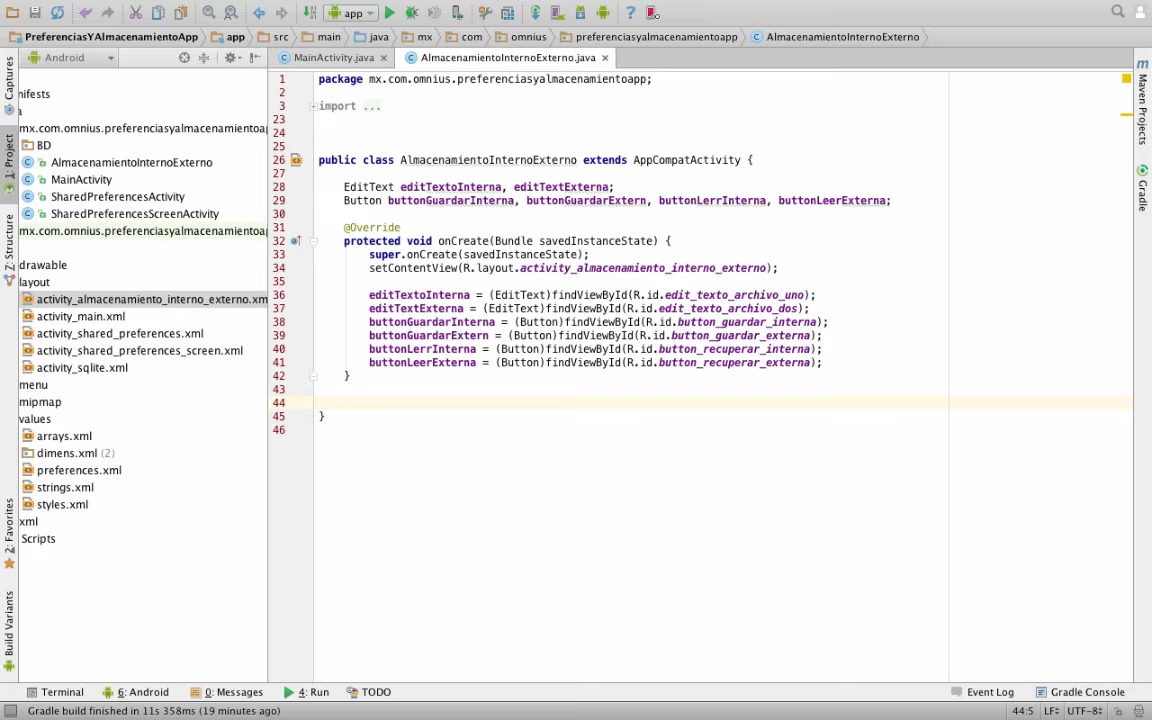 app
PreferenciasYAlmacenamientoApp app src main java mx com omnius preferenciasyalmacenamientoapp AlmacenamientoInternoExterno
Android
MainActivity.java AlmacenamientoInternoExterno.java
Captures
1: Project
Z: Structure
2: Favorites
Build Variants
nifests
a
mx.com.omnius.preferenciasyalmacenamientoa
BD
AlmacenamientoInternoExterno
MainActivity
SharedPreferencesActivity
SharedPreferencesScreenActivity
mx.com.omnius.preferenciasyalmacenamientoa
drawable
layout
activity_almacenamiento_interno_externo.xm
activity_main.xml
activity_shared_preferences.xml
activity_shared_preferences_screen.xml
activity_sqlite.xml
menu
mipmap
values
arrays.xml
dimens.xml (2)
preferences.xml
strings.xml
styles.xml
xml
Scripts
1 package mx.com.omnius.preferenciasyalmacenamientoapp;
2
3 import ...
23
24
25
26 public class AlmacenamientoInternoExterno extends AppCompatActivity {
27
28 EditText editTextoInterna, editTextExterna;
29 Button buttonGuardarInterna, buttonGuardarExtern, buttonLerrInterna, buttonLeerExterna;
30
31 @Override
32 protected void onCreate(Bundle savedInstanceState) {
33 super.onCreate(savedInstanceState);
34 setContentView(R.layout.activity_almacenamiento_interno_externo);
35
36 editTextoInterna = (EditText)findViewById(R.id.edit_texto_archivo_uno);
37 editTextExterna = (EditText)findViewById(R.id.edit_texto_archivo_dos);
38 buttonGuardarInterna = (Button)findViewById(R.id.button_guardar_interna);
39 buttonGuardarExtern = (Button)findViewById(R.id.button_guardar_externa);
40 buttonLerrInterna = (Button)findViewById(R.id.button_recuperar_interna);
41 buttonLeerExterna = (Button)findViewById(R.id.button_recuperar_externa);
42 }
43
44
45 }
46
Maven Projects
Gradle
Terminal 6: Android 0: Messages 4: Run TODO Event Log Gradle Console
Gradle build finished in 11s 358ms (19 minutes ago) 44:5 LF UTF-8